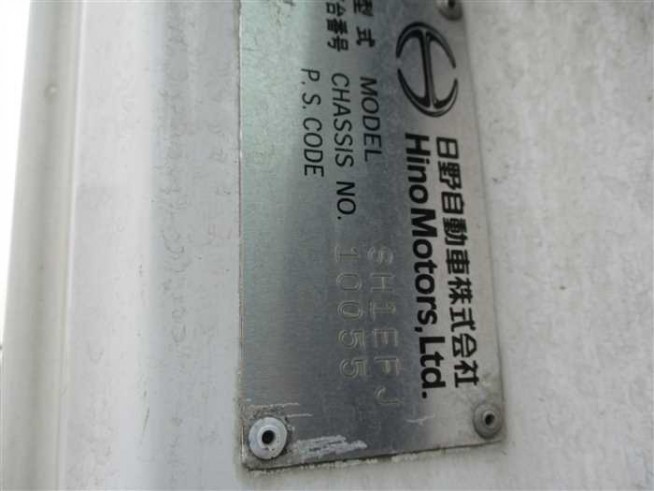 日野自動車株式会社
Hino Motors, Ltd.
型式 MODEL SH1EFJ
台番号 CHASSIS NO. 10055
P. S. CODE